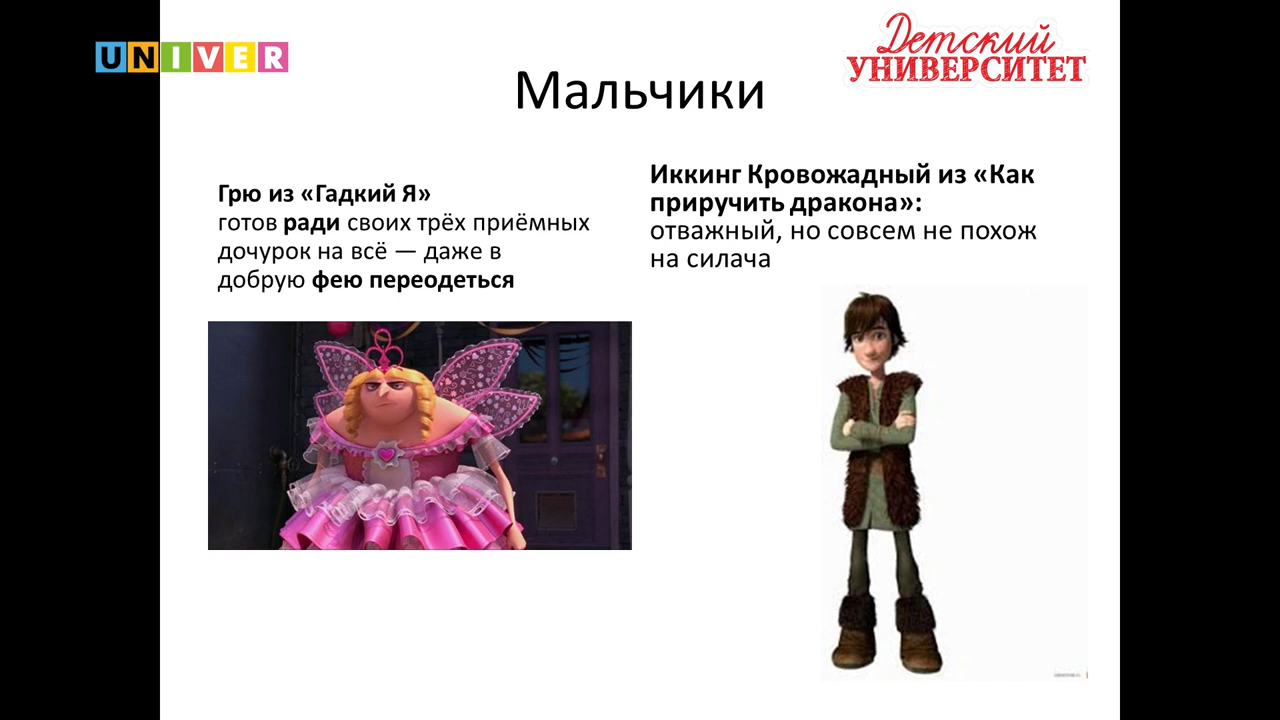 UNIVER
Детский
УНИВЕРСИТЕТ
Мальчики
Грю из «Гадкий Я»
готов ради своих трёх приёмных
дочурок на всё — даже в
добрую фею переодеться
Иккинг Кровожадный из «Как
приручить дракона»:
отважный, но совсем не похож
на силача